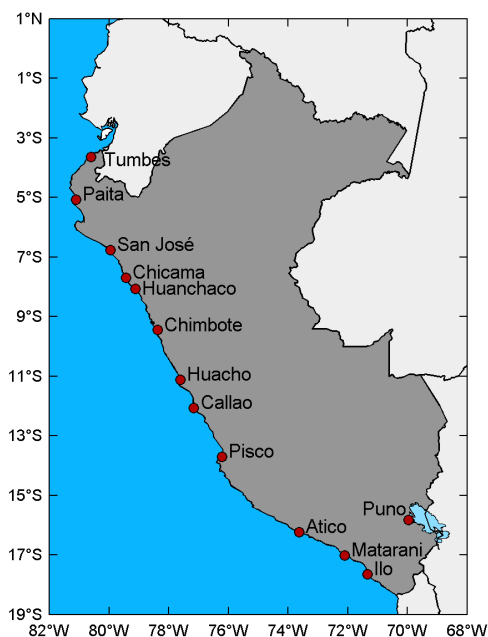 1°N
1°S
3°S
Tumbes
5°S
Paita
San José
7°S
Chicama
Huanchaco
9°S
Chimbote
11°S
Huacho
Callao
13°S
Pisco
15°S
Puno
Atico
17°S
Matarani
Ilo
19°S
82°W 80°W 78°W 76°W 74°W 72°W 70°W 68°W